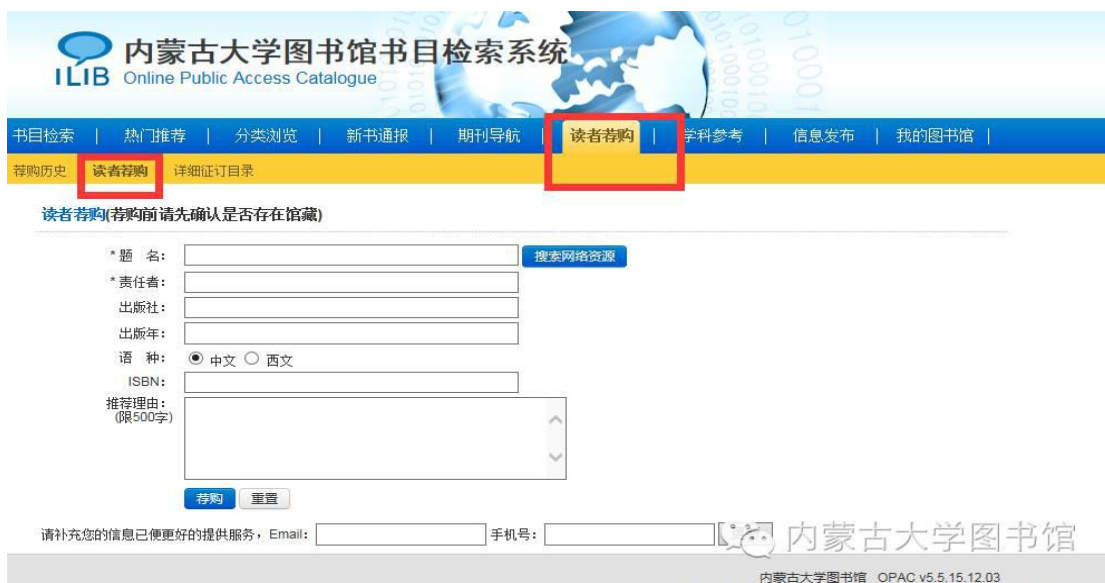 内蒙古大学图书馆书目检索系统
ILIB Online Public Access Catalogue
书目检索 | 热门推荐 | 分类浏览 | 新书通报 | 期刊导航 | 读者荐购 | 学科参考 | 信息发布 | 我的图书馆 |
荐购历史 读者荐购 详细征订目录
读者荐购(荐购前请先确认是否存在馆藏)
*题 名: 搜索网络资源
*责任者:
出版社:
出版年:
语 种: 中文 西文
ISBN:
推荐理由:
(限500字)
荐购 重置
请补充您的信息已便更好的提供服务，Email: 手机号:
内蒙古大学图书馆
内蒙古大学图书馆 OPAC v5.5.15.12.03